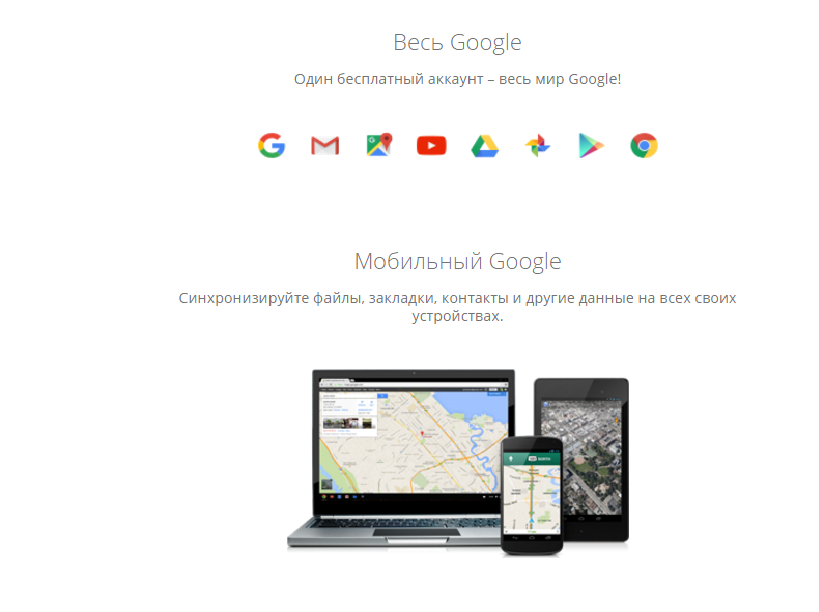 Весь Google
Один бесплатный аккаунт – весь мир Google!
Мобильный Google
Синхронизируйте файлы, закладки, контакты и другие данные на всех своих
устройствах.